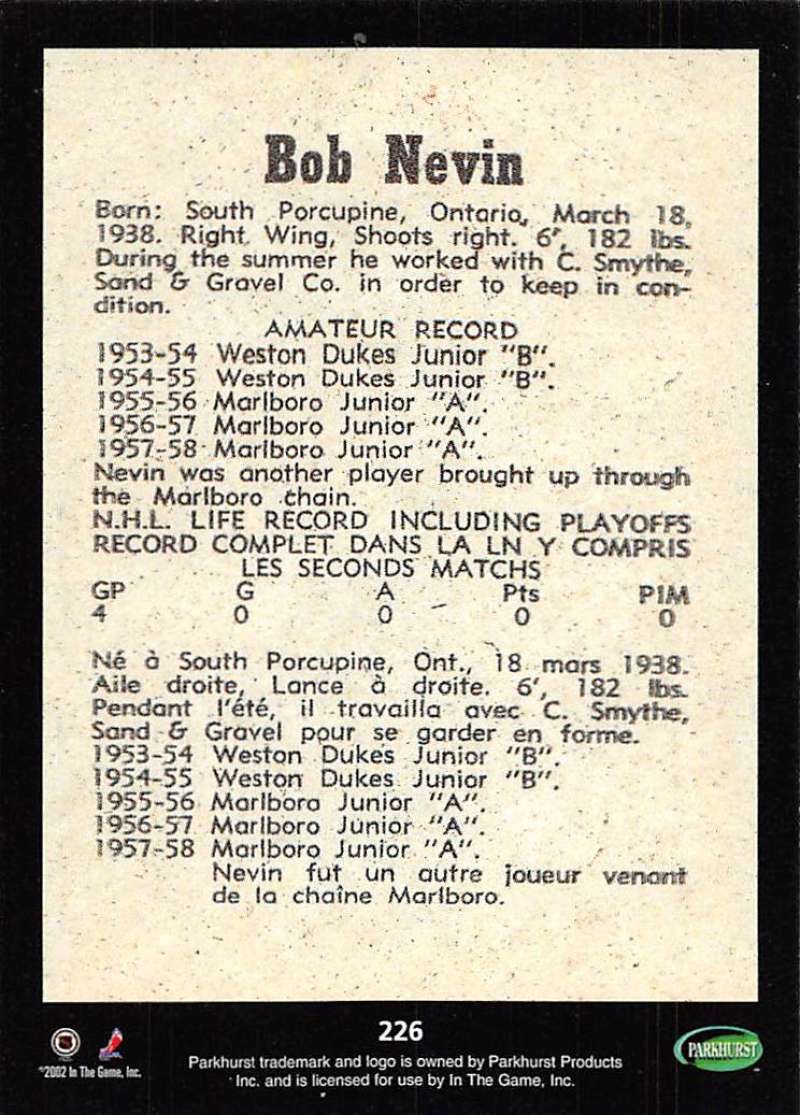 Bob Nevin
Born: South Porcupine, Ontario, March 18,
1938. Right Wing, Shoots right. 6', 182 lbs.
During the summer he worked with C. Smythe,
Sand & Gravel Co. in order to keep in con-
dition.
AMATEUR RECORD
1953-54 Weston Dukes Junior "B".
1954-55 Weston Dukes Junior "B".
1955-56 Marlboro Junior "A".
1956-57 Marlboro Junior "A".
1957-58 Marlboro Junior "A".
Nevin was another player brought up through
the Marlboro chain.
N.H.L. LIFE RECORD INCLUDING PLAYOFFS
RECORD COMPLET DANS LA LN Y COMPRIS
LES SECONDS MATCHS
GP G A Pts PIM
4 0 0 0 0
Né à South Porcupine, Ont., 18 mars 1938.
Aile droite, Lance à droite. 6', 182 lbs.
Pendant l'été, il travailla avec C. Smythe,
Sand & Gravel pour se garder en forme.
1953-54 Weston Dukes Junior "B".
1954-55 Weston Dukes Junior "B".
1955-56 Marlboro Junior "A".
1956-57 Marlboro Junior "A".
1957-58 Marlboro Junior "A".
Nevin fut un autre joueur venant
de la chaîne Marlboro.
226
©2002 In The Game, Inc.
Parkhurst trademark and logo is owned by Parkhurst Products
Inc. and is licensed for use by In The Game, Inc.
PARKHURST